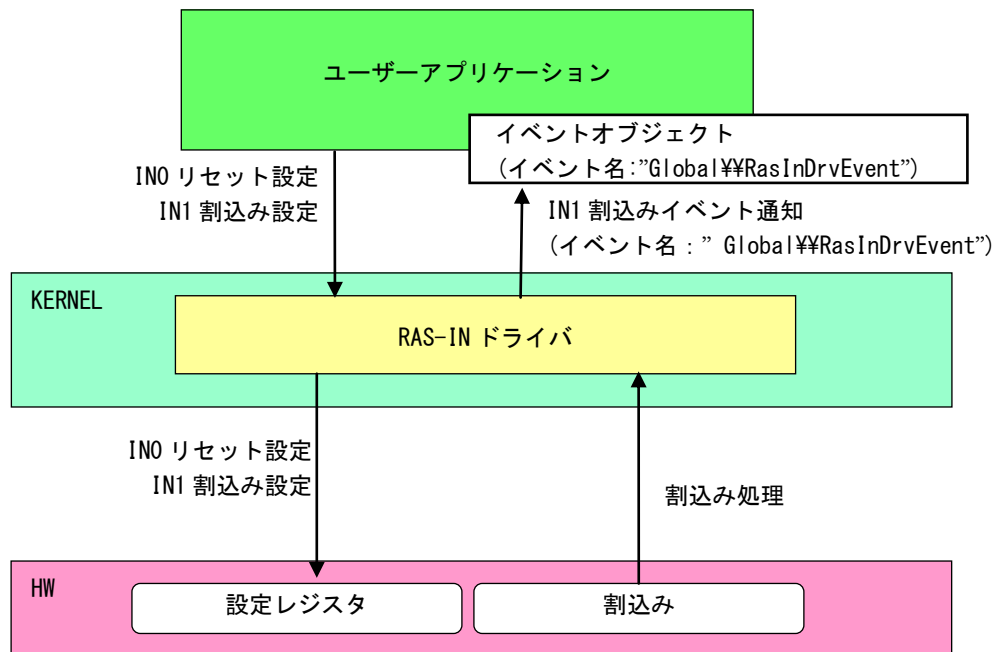 ユーザーアプリケーション
イベントオブジェクト
(イベント名:”Global¥¥RasInDrvEvent”)
IN0 リセット設定
IN1 割込み設定
IN1 割込みイベント通知
(イベント名：” Global¥¥RasInDrvEvent”)
KERNEL
RAS-IN ドライバ
IN0 リセット設定
IN1 割込み設定
割込み処理
HW
設定レジスタ
割込み